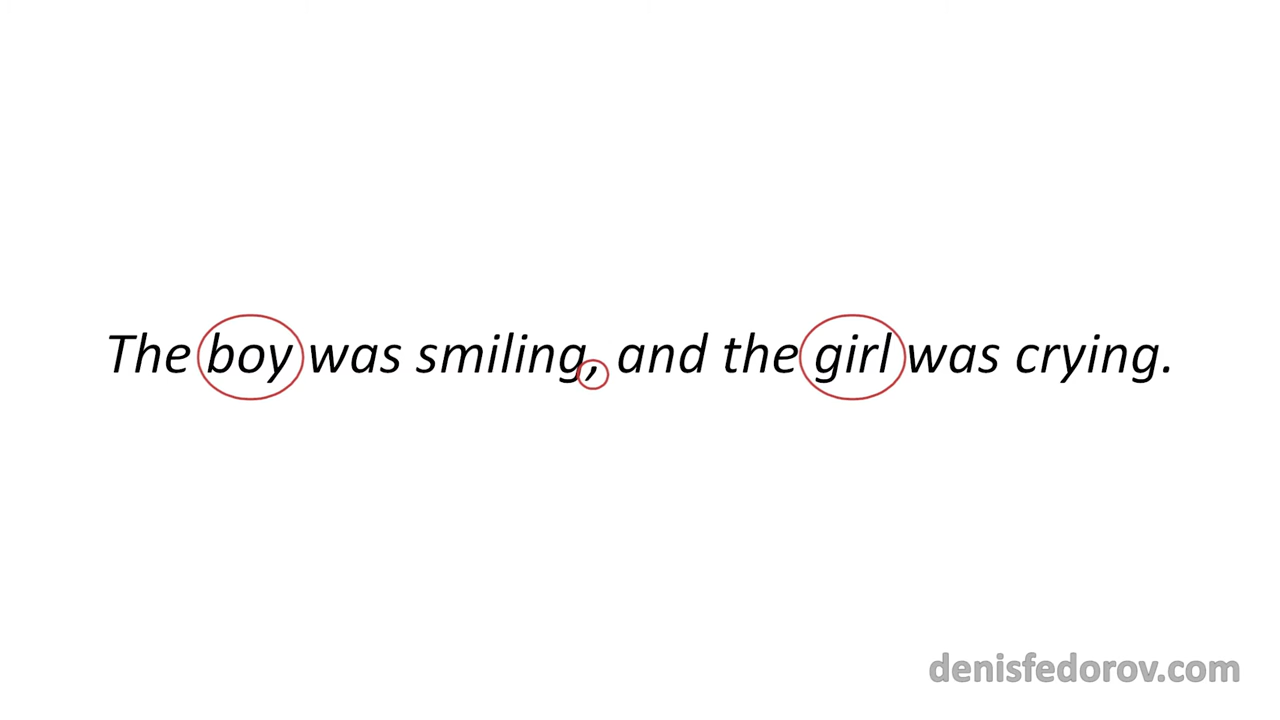 The boy was smiling, and the girl was crying.
denisfedorov.com